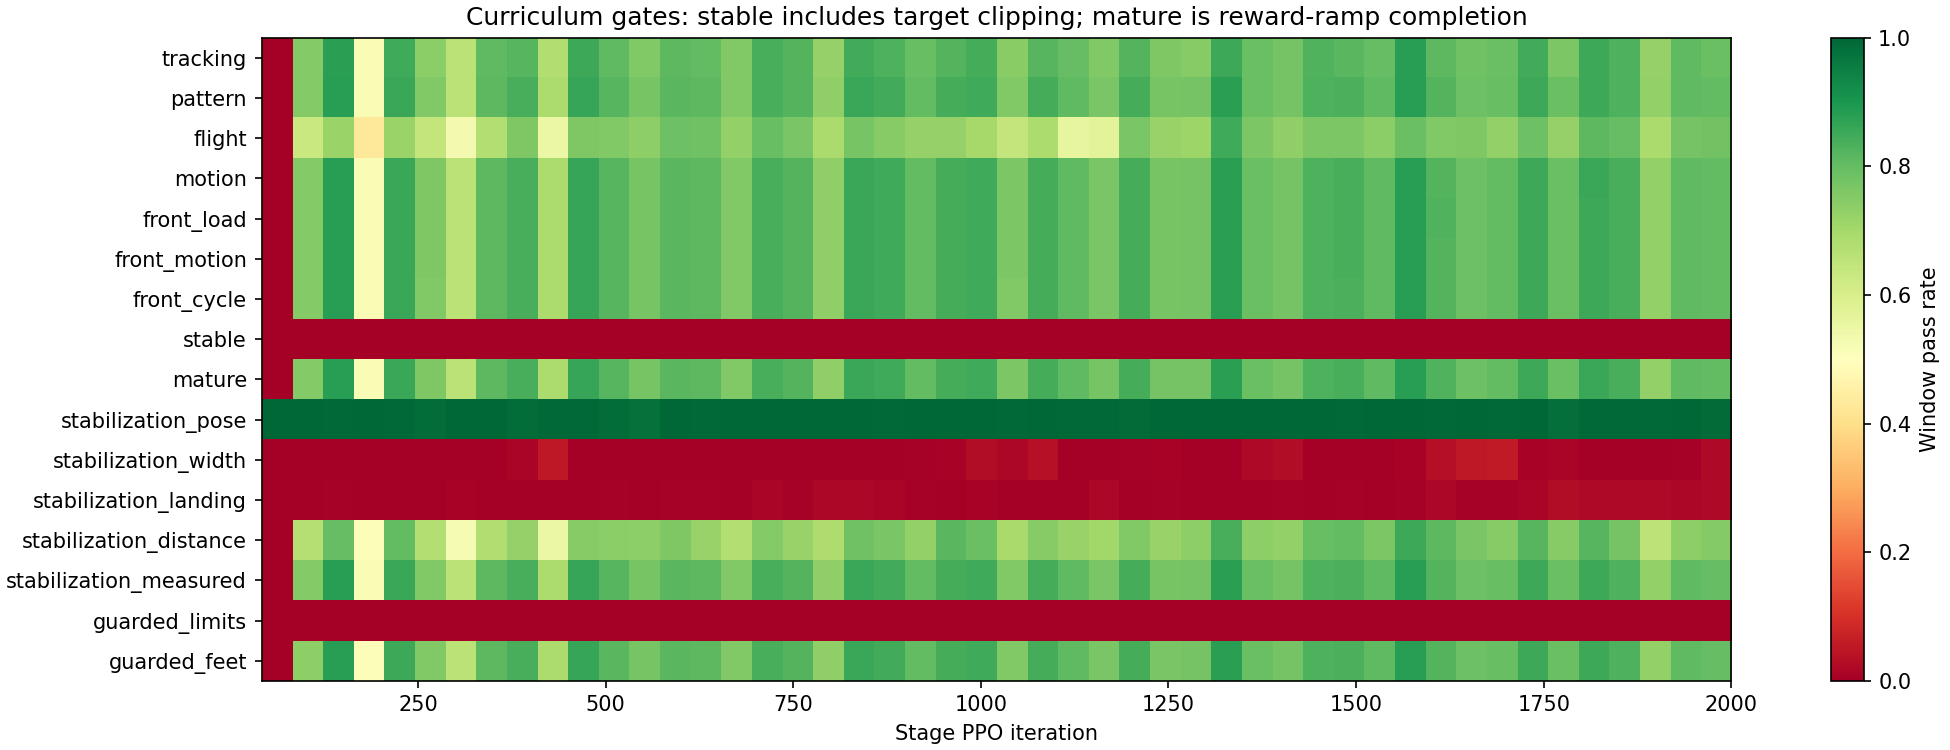 Curriculum gates: stable includes target clipping; mature is reward-ramp completion
tracking
pattern
flight
motion
front_load
front_motion
front_cycle
stable
mature
stabilization_pose
stabilization_width
stabilization_landing
stabilization_distance
stabilization_measured
guarded_limits
guarded_feet
250 500 750 1000 1250 1500 1750 2000
Stage PPO iteration
1.0
0.8
0.6
0.4
0.2
0.0
Window pass rate